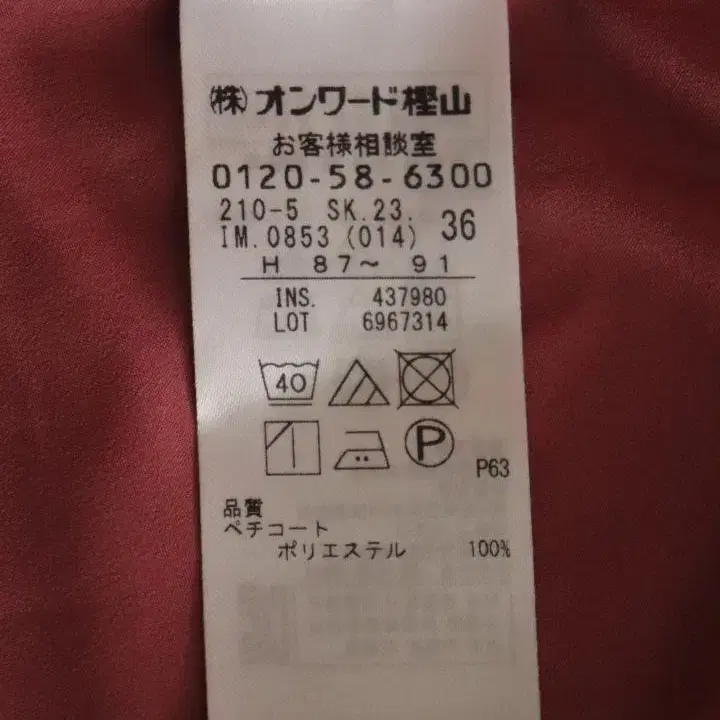 ㈱オンワード樫山
お客様相談室
0120-58-6300
210-5 SK.23.
IM.0853 (014) 36
H 87～ 91
INS. 437980
LOT 6967314
40
P
P63
品質
ペチコート
ポリエステル 100%